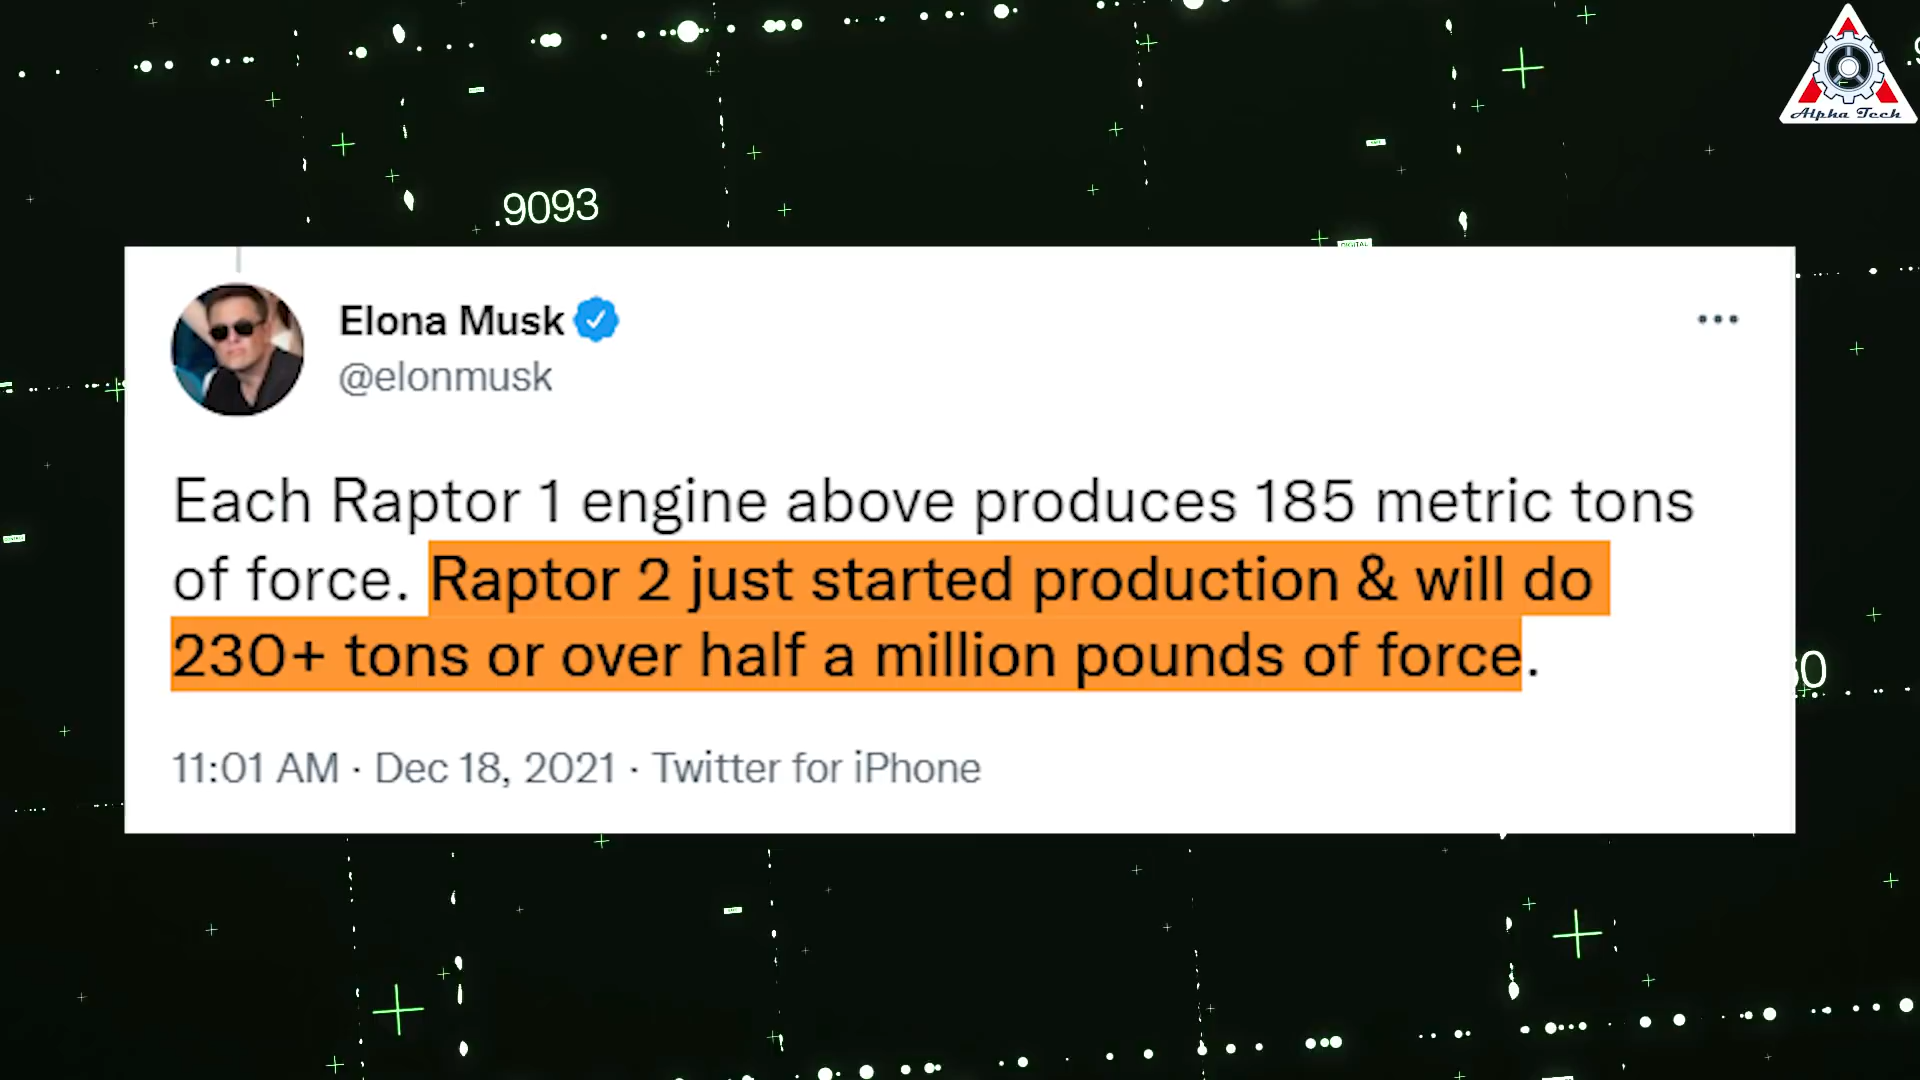 Alpha Tech
.9093
DIGITAL
Elona Musk
@elonmusk
Each Raptor 1 engine above produces 185 metric tons
of force. Raptor 2 just started production & will do
230+ tons or over half a million pounds of force.
11:01 AM · Dec 18, 2021 · Twitter for iPhone